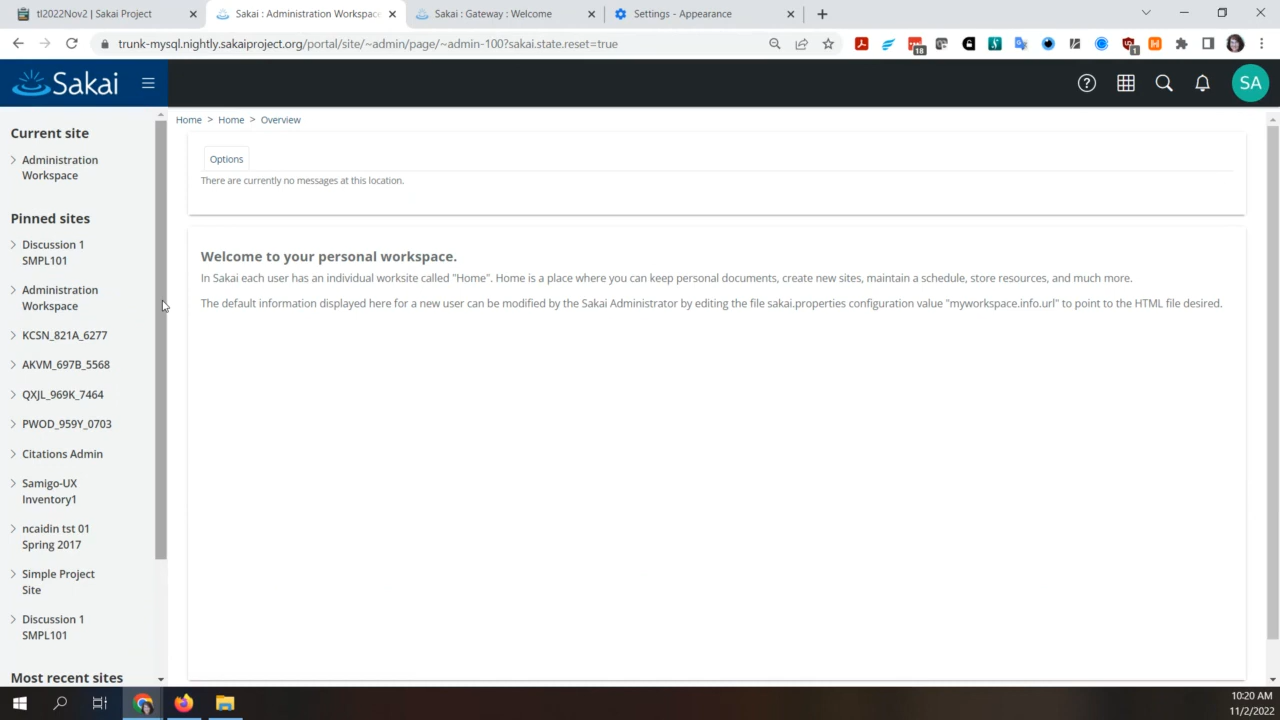 tl2022Nov2 | Sakai Project
Sakai : Administration Workspace
Sakai : Gateway : Welcome
Settings - Appearance
trunk-mysql.nightly.sakaiproject.org/portal/site/~admin/page/~admin-100?sakai.state.reset=true
18
1
Sakai
SA
Current site
Administration
Workspace
Pinned sites
Discussion 1
SMPL101
Administration
Workspace
KCSN_821A_6277
AKVM_697B_5568
QXJL_969K_7464
PWOD_959Y_0703
Citations Admin
Samigo-UX
Inventory1
ncaidin tst 01
Spring 2017
Simple Project
Site
Discussion 1
SMPL101
Most recent sites
Home > Home > Overview
Options
There are currently no messages at this location.
Welcome to your personal workspace.
In Sakai each user has an individual worksite called "Home". Home is a place where you can keep personal documents, create new sites, maintain a schedule, store resources, and much more.
The default information displayed here for a new user can be modified by the Sakai Administrator by editing the file sakai.properties configuration value "myworkspace.info.url" to point to the HTML file desired.
10:20 AM
11/2/2022